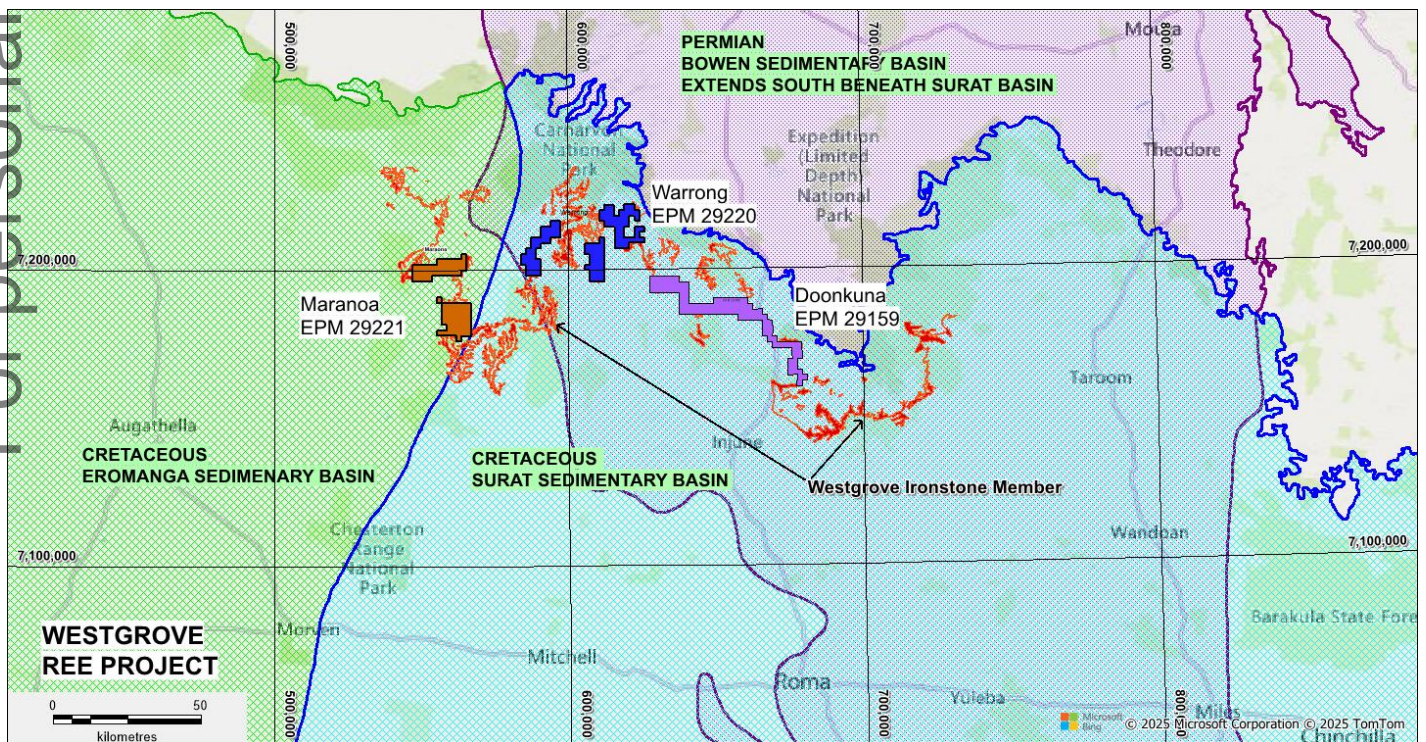 For personal
500,000
600,000
700,000
800,000
PERMIAN
BOWEN SEDIMENTARY BASIN
EXTENDS SOUTH BENEATH SURAT BASIN
Moura
Carnarvon
National
Park
Expedition
(Limited
Depth)
National
Park
Theodore
Warrong
EPM 29220
Maranoa
7,200,000
7,200,000
Maranoa
EPM 29221
Doonkuna
EPM 29159
Taroom
Augathella
Injune
CRETACEOUS
EROMANGA SEDIMENARY BASIN
CRETACEOUS
SURAT SEDIMENTARY BASIN
Westgrove Ironstone Member
Chesterton
Range
National
Park
Wandoan
7,100,000
7,100,000
Barakula State Fore
WESTGROVE
REE PROJECT
Morven
Mitchell
Roma
Yuleba
Miles
Chinchilla
500,000
600,000
700,000
0 50
kilometres
Microsoft
Bing
© 2025 Microsoft Corporation © 2025 TomTom